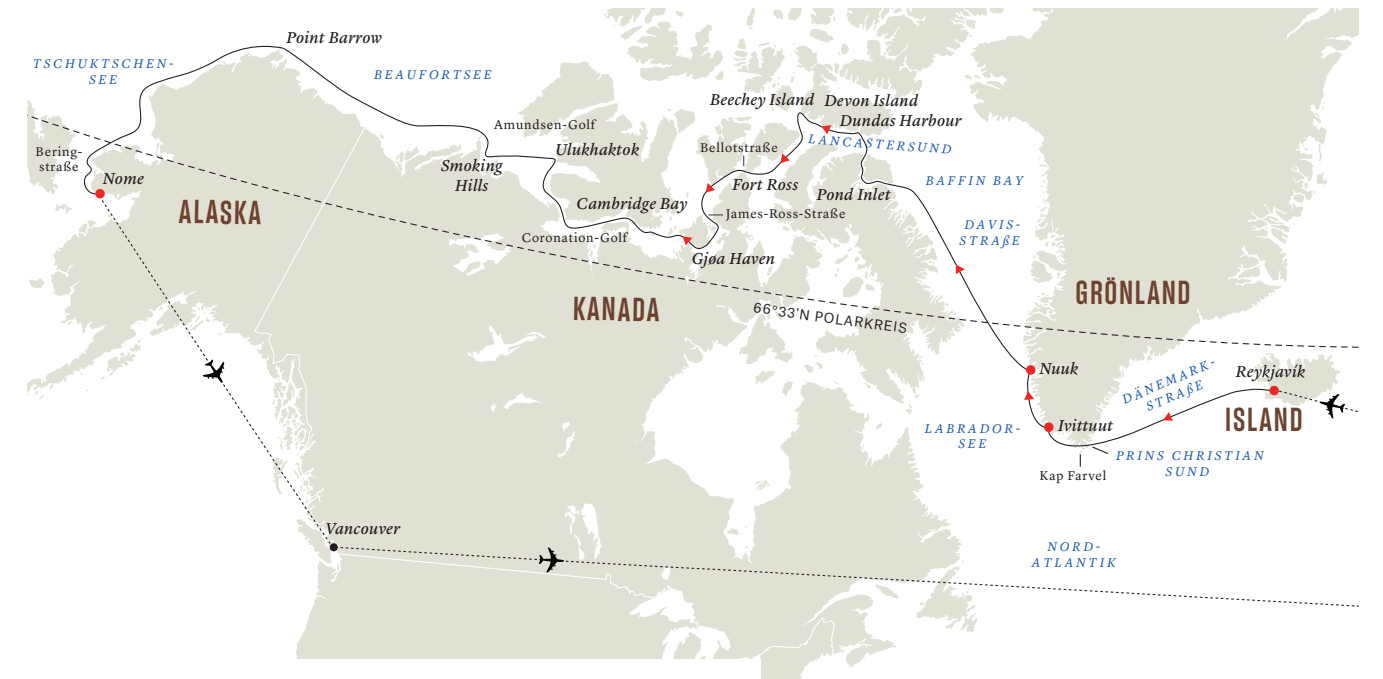 Point Barrow
TSCHUKTSCHEN-
SEE
BEAUFORTSEE
Beechey Island
Devon Island
Dundas Harbour
Amundsen-Golf
LANCASTERSUND
Bering-
straße
Bellotstraße
Ulukhaktok
Smoking
Hills
Nome
Fort Ross
Pond Inlet
BAFFIN BAY
ALASKA
Cambridge Bay
James-Ross-Straße
DAVIS-
STRAßE
Coronation-Golf
Gjøa Haven
GRÖNLAND
KANADA
66°33'N POLARKREIS
Nuuk
DÄNEMARK-
STRAßE
Reykjavík
ISLAND
LABRADOR-
SEE
Ivittuut
PRINS CHRISTIAN
SUND
Kap Farvel
Vancouver
NORD-
ATLANTIK